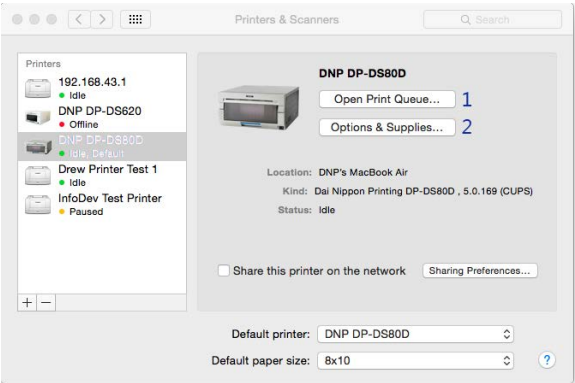 Printers & Scanners
Search
Printers
192.168.43.1
Idle
DNP DP-DS620
Offline
DNP DP-DS80D
Idle, Default
Drew Printer Test 1
Idle
InfoDev Test Printer
Paused
+ −
DNP DP-DS80D
Open Print Queue... 1
Options & Supplies... 2
Location: DNP's MacBook Air
Kind: Dai Nippon Printing DP-DS80D , 5.0.169 (CUPS)
Status: Idle
Share this printer on the network Sharing Preferences...
Default printer: DNP DP-DS80D
Default paper size: 8x10
?